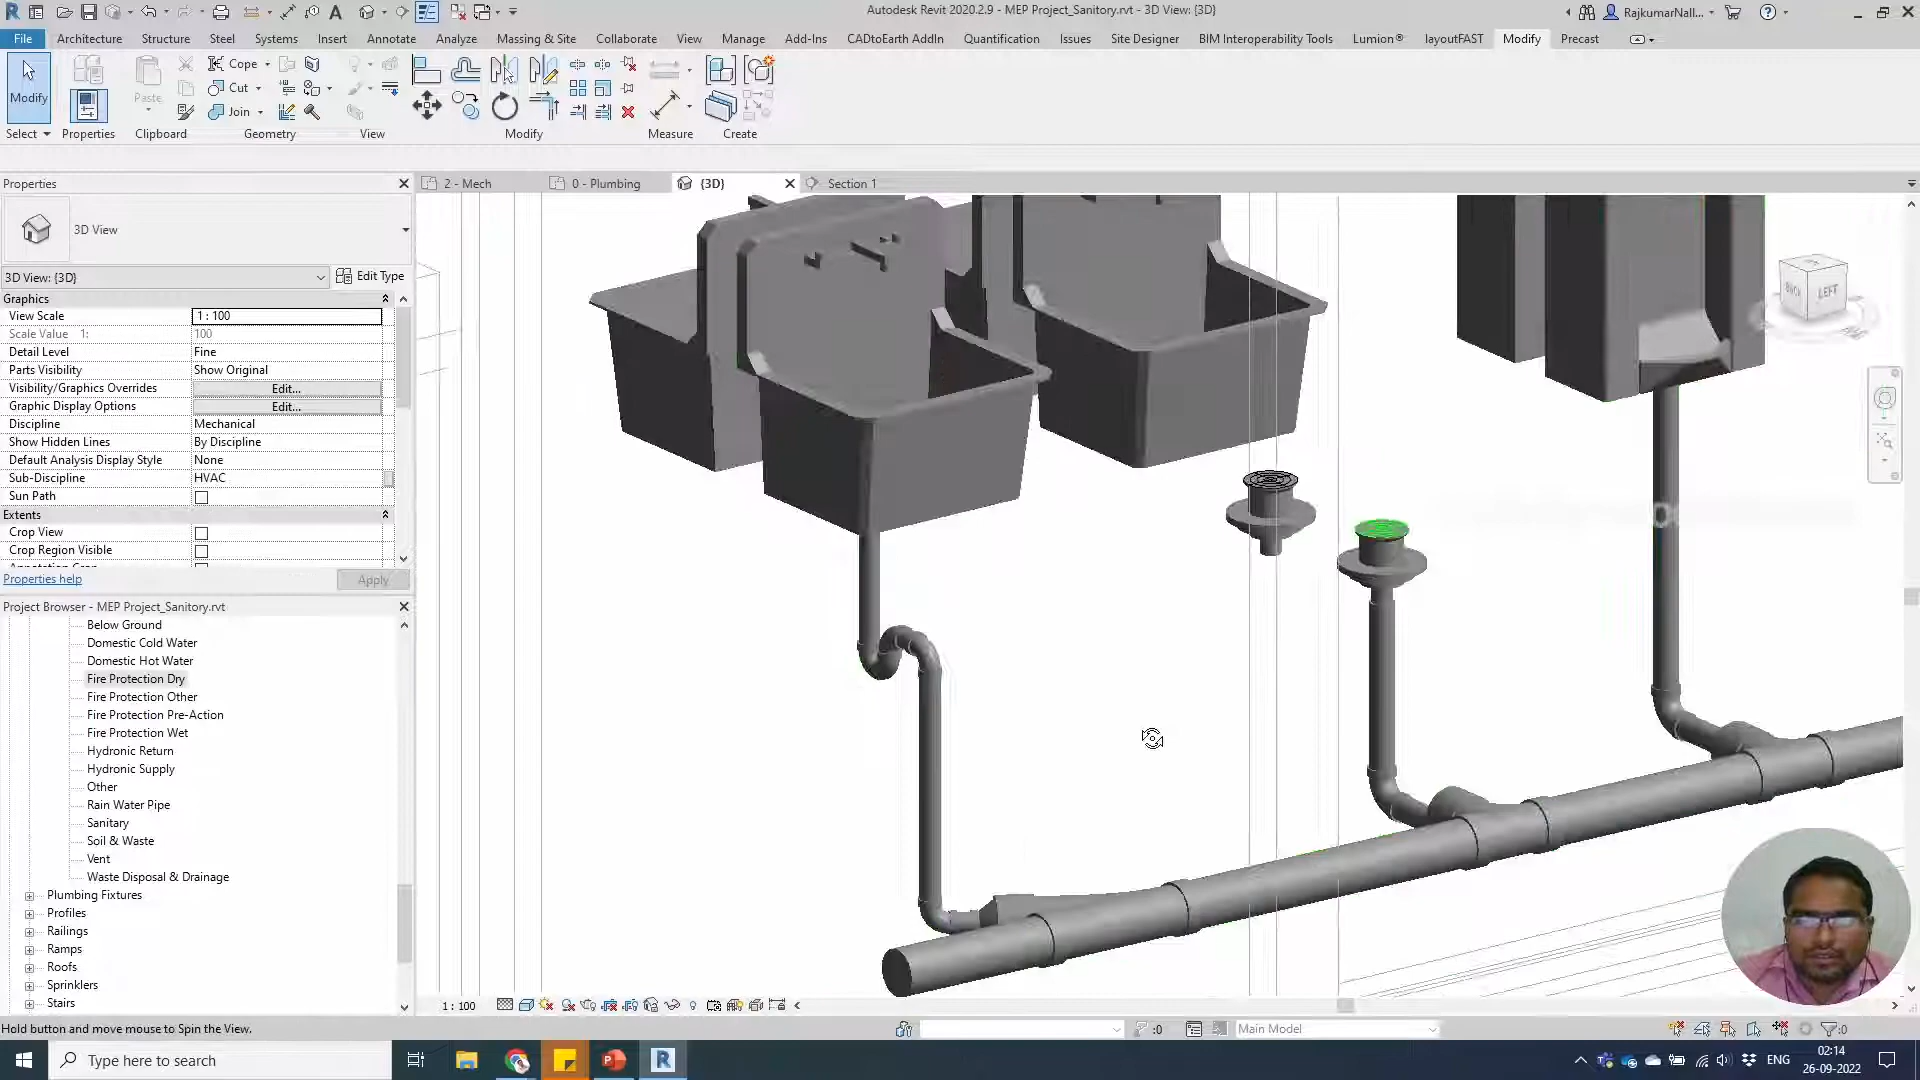 Autodesk Revit 2020.2.9 - MEP Project_Sanitory.rvt - 3D View: {3D}
RajkumarNall...
File
Architecture
Structure
Steel
Systems
Insert
Annotate
Analyze
Massing & Site
Collaborate
View
Manage
Add-Ins
CADtoEarth AddIn
Quantification
Issues
Site Designer
BIM Interoperability Tools
Lumion®
layoutFAST
Modify
Precast
Modify
Paste
Cope
Cut
Join
Select
Properties
Clipboard
Geometry
View
Modify
Measure
Create
Properties
2 - Mech
0 - Plumbing
{3D}
Section 1
3D View
3D View: {3D}
Edit Type
Graphics
View Scale 1 : 100
Scale Value 1: 100
Detail Level Fine
Parts Visibility Show Original
Visibility/Graphics Overrides Edit...
Graphic Display Options Edit...
Discipline Mechanical
Show Hidden Lines By Discipline
Default Analysis Display Style None
Sub-Discipline HVAC
Sun Path
Extents
Crop View
Crop Region Visible
Properties help
Apply
Project Browser - MEP Project_Sanitory.rvt
Below Ground
Domestic Cold Water
Domestic Hot Water
Fire Protection Dry
Fire Protection Other
Fire Protection Pre-Action
Fire Protection Wet
Hydronic Return
Hydronic Supply
Other
Rain Water Pipe
Sanitary
Soil & Waste
Vent
Waste Disposal & Drainage
Plumbing Fixtures
Profiles
Railings
Ramps
Roofs
Sprinklers
Stairs
BACK
LEFT
1 : 100
Hold button and move mouse to Spin the View.
:0
Main Model
:0
Type here to search
ENG
02:14
26-09-2022